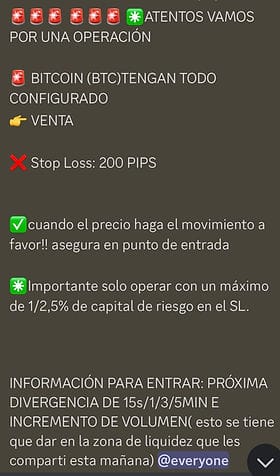 🚨🚨🚨 🚨🚨 ✳️ATENTOS VAMOS
POR UNA OPERACIÓN
🚨 BITCOIN (BTC)TENGAN TODO
CONFIGURADO
👉 VENTA
❌ Stop Loss: 200 PIPS
✅cuando el precio haga el movimiento a
favor!! asegura en punto de entrada
✳️Importante solo operar con un máximo
de 1/2,5% de capital de riesgo en el SL.
INFORMACIÓN PARA ENTRAR: PRÓXIMA
DIVERGENCIA DE 15s/1/3/5MIN E
INCREMENTO DE VOLUMEN( esto se tiene
que dar en la zona de liquidez que les
comparti esta mañana) @everyone